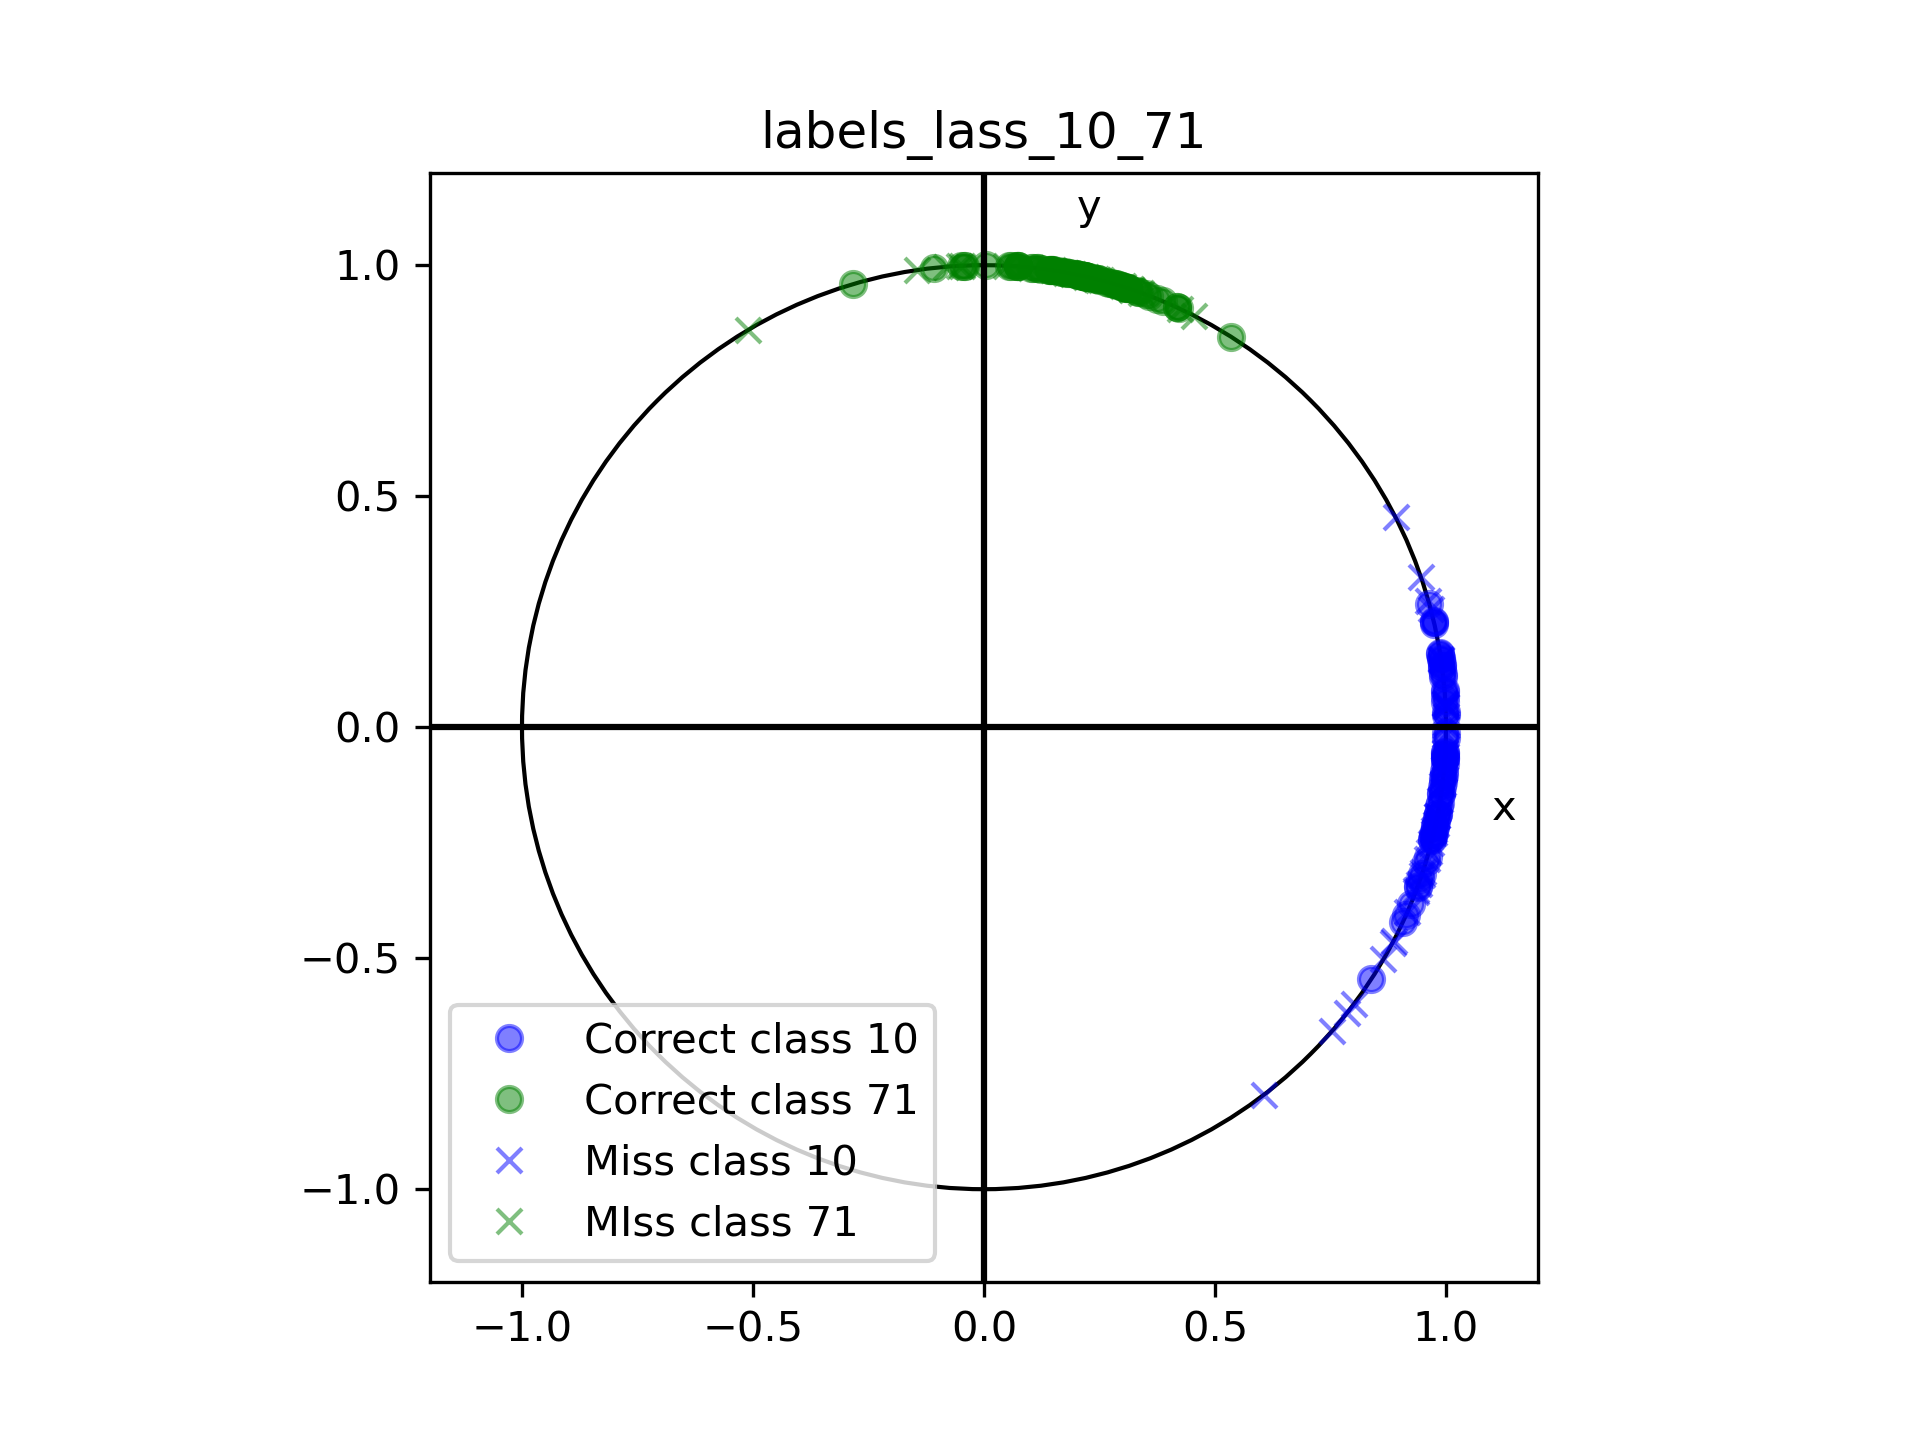 labels_lass_10_71
y
1.0
0.5
0.0
x
−0.5
−1.0
Correct class 10
Correct class 71
Miss class 10
MIss class 71
−1.0 −0.5 0.0 0.5 1.0